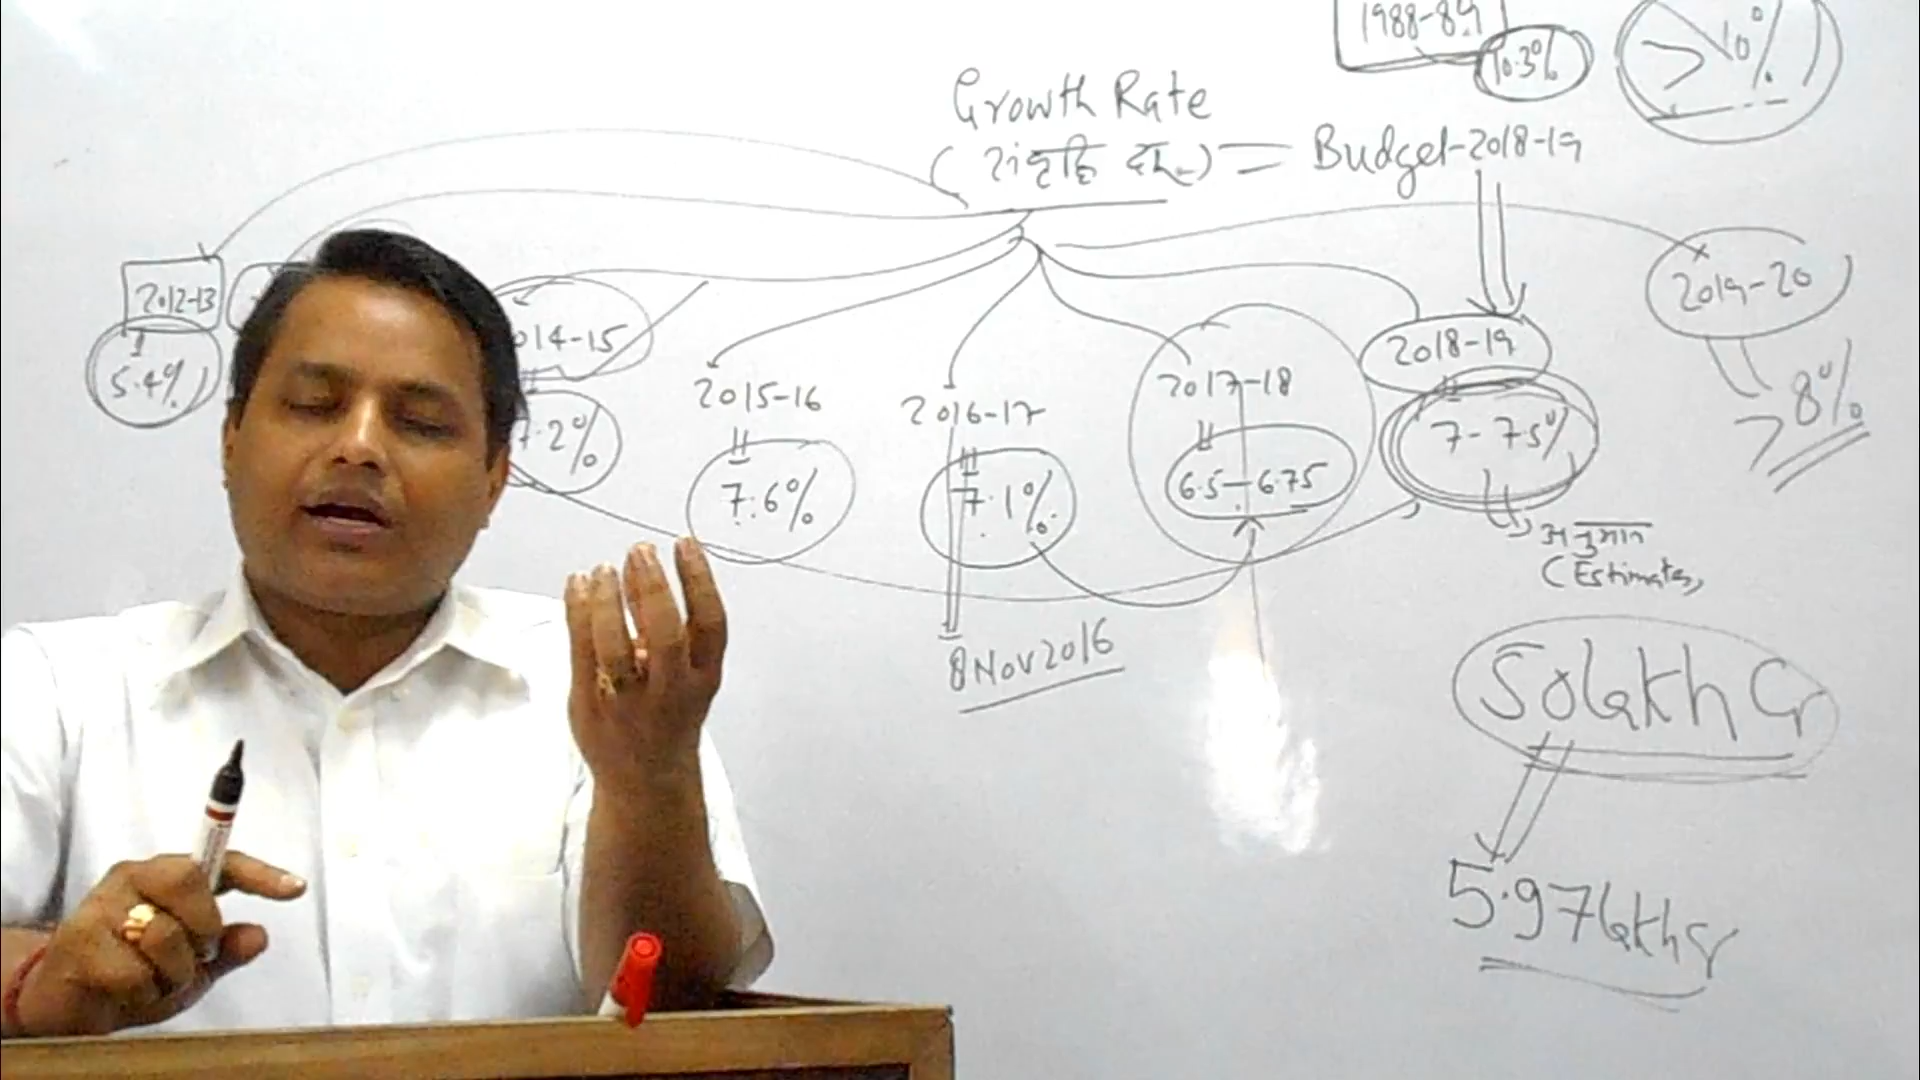 1988-89
10.3%
> 10%
Growth Rate
(संवृद्धि दर) = Budget-2018-19
2012-13
5.4%
014-15
7.2%
2015-16
7.6%
2016-17
7.1%
2017-18
6.5-6.75
2018-19
7-7.5%
2019-20
> 8%
अनुमान
(Estimates,
8 Nov 2016
50 lakh Cr
5.97 lakh Cr